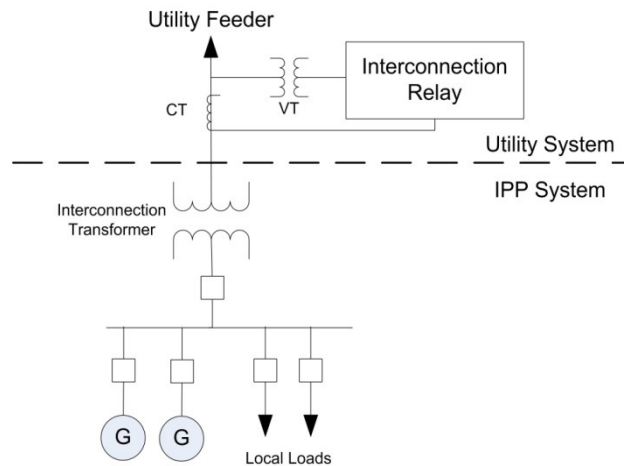 Utility Feeder
Interconnection
Relay
CT
VT
Utility System
IPP System
Interconnection
Transformer
G
G
Local Loads